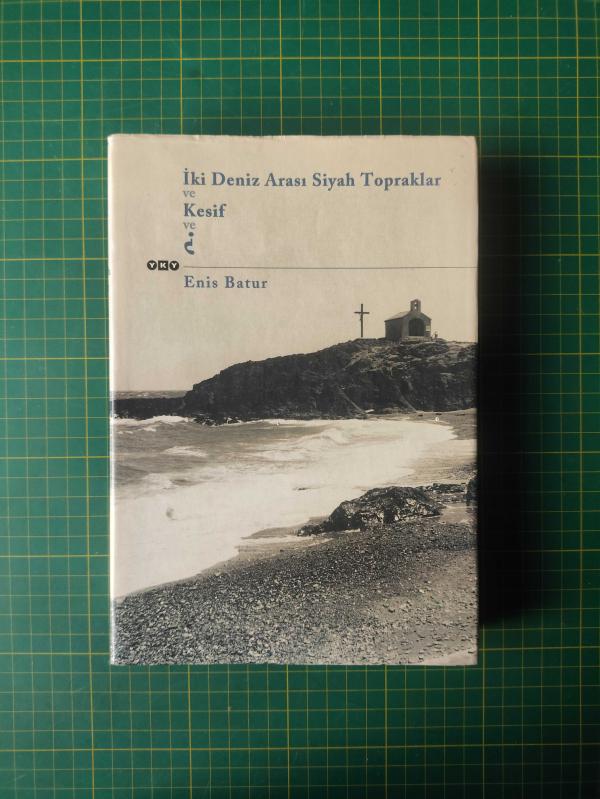 İki Deniz Arası Siyah Topraklar
ve
Kesif
ve
¿
YKY
Enis Batur